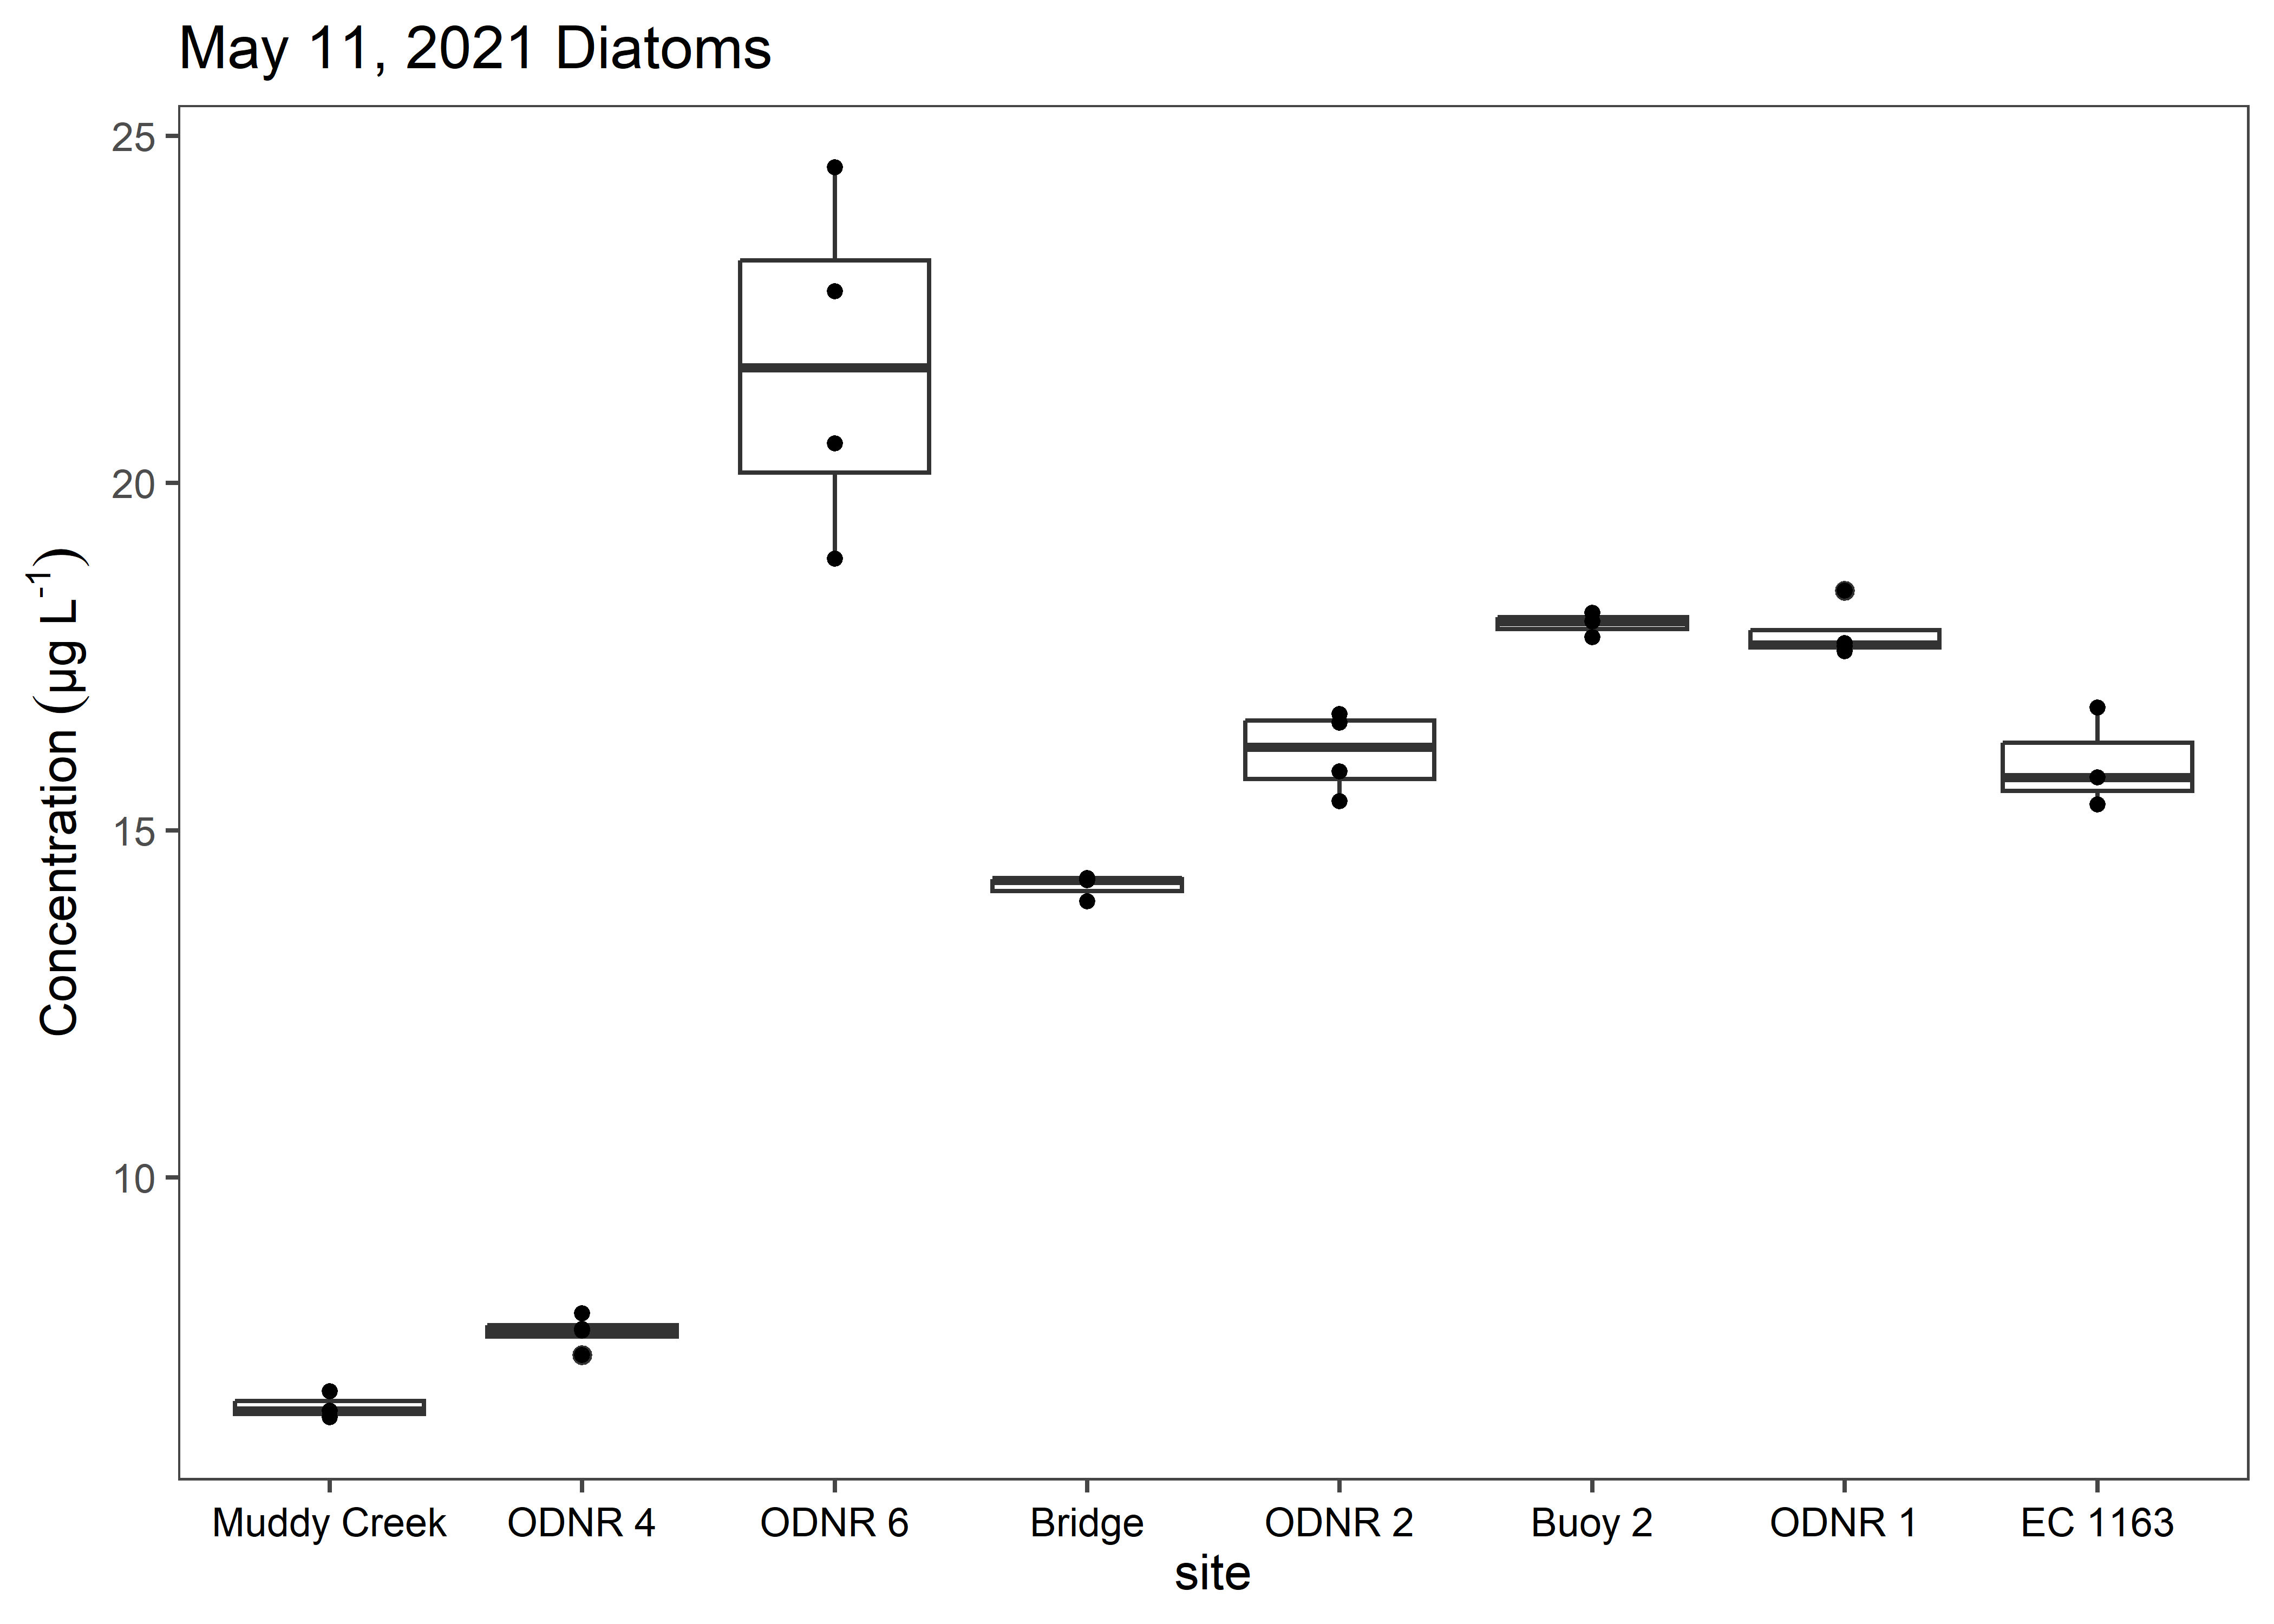 May 11, 2021 Diatoms
Concentration (µg L⁻¹)
25
20
15
10
Muddy Creek ODNR 4 ODNR 6 Bridge ODNR 2 Buoy 2 ODNR 1 EC 1163
site